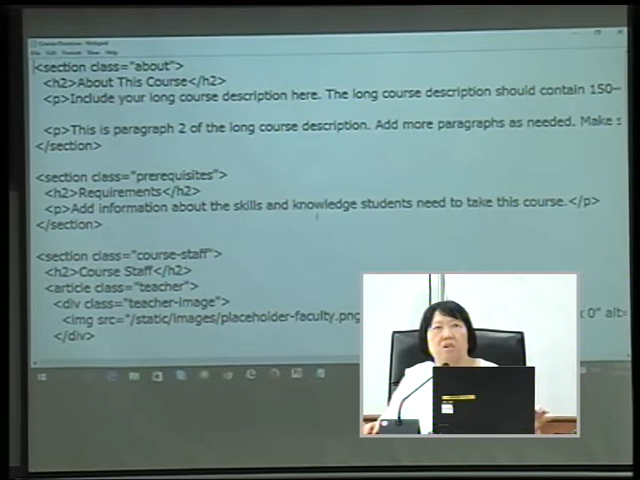 <section class="about">
<h2>About This Course</h2>
<p>Include your long course description here. The long course description should contain 150-
<p>This is paragraph 2 of the long course description. Add more paragraphs as needed. Make
</section>
<section class="prerequisites">
<h2>Requirements</h2>
<p>Add information about the skills and knowledge students need to take this course.</p>
</section>
<section class="course-staff">
<h2>Course Staff</h2>
<article class="teacher">
<div class="teacher-image">
<img src="/static/images/placeholder-faculty.png 0" alt=
</div>